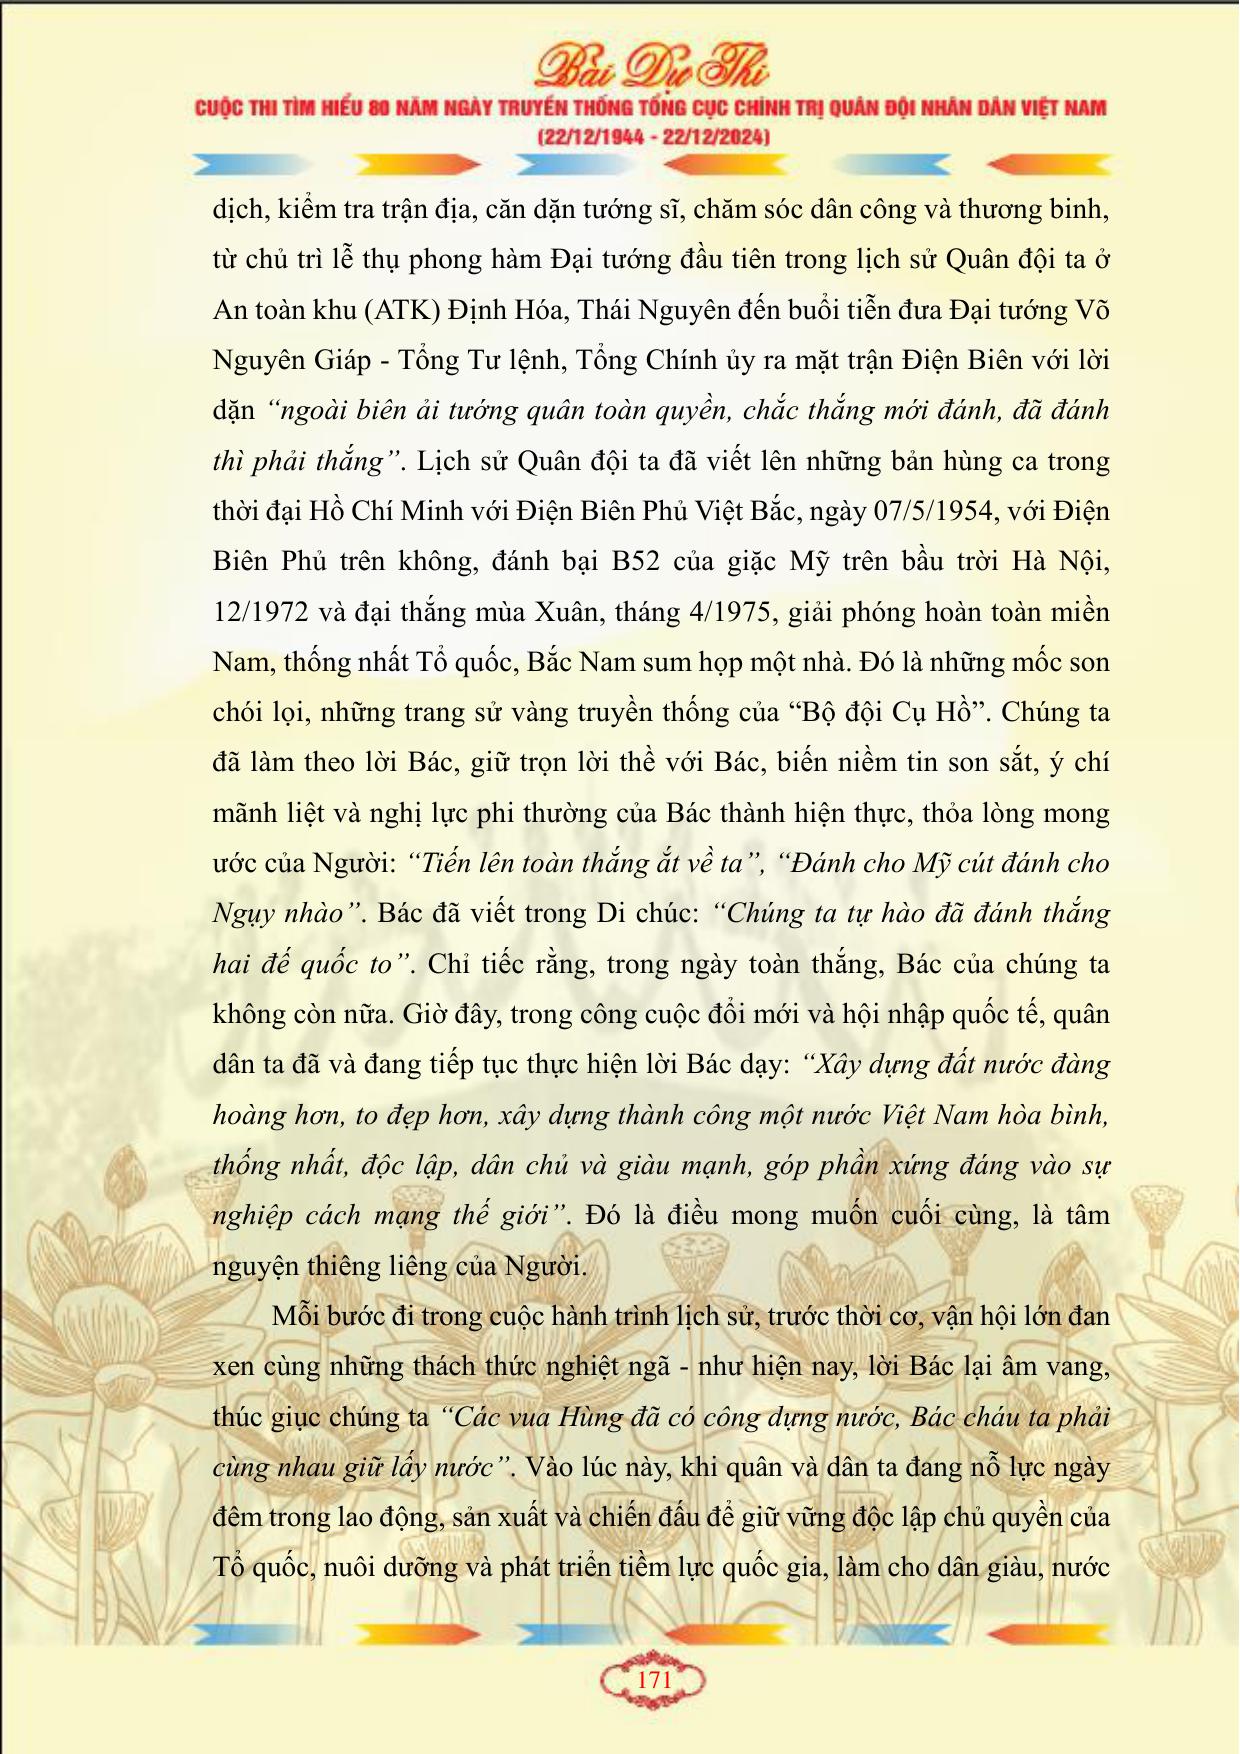 Bài Dự Thi
CUỘC THI TÌM HIỂU 80 NĂM NGÀY TRUYỀN THỐNG TỔNG CỤC CHÍNH TRỊ QUÂN ĐỘI NHÂN DÂN VIỆT NAM
(22/12/1944 - 22/12/2024)
dịch, kiểm tra trận địa, căn dặn tướng sĩ, chăm sóc dân công và thương binh,
từ chủ trì lễ thụ phong hàm Đại tướng đầu tiên trong lịch sử Quân đội ta ở
An toàn khu (ATK) Định Hóa, Thái Nguyên đến buổi tiễn đưa Đại tướng Võ
Nguyên Giáp - Tổng Tư lệnh, Tổng Chính ủy ra mặt trận Điện Biên với lời
dặn “ngoài biên ải tướng quân toàn quyền, chắc thắng mới đánh, đã đánh
thì phải thắng”. Lịch sử Quân đội ta đã viết lên những bản hùng ca trong
thời đại Hồ Chí Minh với Điện Biên Phủ Việt Bắc, ngày 07/5/1954, với Điện
Biên Phủ trên không, đánh bại B52 của giặc Mỹ trên bầu trời Hà Nội,
12/1972 và đại thắng mùa Xuân, tháng 4/1975, giải phóng hoàn toàn miền
Nam, thống nhất Tổ quốc, Bắc Nam sum họp một nhà. Đó là những mốc son
chói lọi, những trang sử vàng truyền thống của “Bộ đội Cụ Hồ”. Chúng ta
đã làm theo lời Bác, giữ trọn lời thề với Bác, biến niềm tin son sắt, ý chí
mãnh liệt và nghị lực phi thường của Bác thành hiện thực, thỏa lòng mong
ước của Người: “Tiến lên toàn thắng ắt về ta”, “Đánh cho Mỹ cút đánh cho
Ngụy nhào”. Bác đã viết trong Di chúc: “Chúng ta tự hào đã đánh thắng
hai đế quốc to”. Chỉ tiếc rằng, trong ngày toàn thắng, Bác của chúng ta
không còn nữa. Giờ đây, trong công cuộc đổi mới và hội nhập quốc tế, quân
dân ta đã và đang tiếp tục thực hiện lời Bác dạy: “Xây dựng đất nước đàng
hoàng hơn, to đẹp hơn, xây dựng thành công một nước Việt Nam hòa bình,
thống nhất, độc lập, dân chủ và giàu mạnh, góp phần xứng đáng vào sự
nghiệp cách mạng thế giới”. Đó là điều mong muốn cuối cùng, là tâm
nguyện thiêng liêng của Người.
Mỗi bước đi trong cuộc hành trình lịch sử, trước thời cơ, vận hội lớn đan
xen cùng những thách thức nghiệt ngã - như hiện nay, lời Bác lại âm vang,
thúc giục chúng ta “Các vua Hùng đã có công dựng nước, Bác cháu ta phải
cùng nhau giữ lấy nước”. Vào lúc này, khi quân và dân ta đang nỗ lực ngày
đêm trong lao động, sản xuất và chiến đấu để giữ vững độc lập chủ quyền của
Tổ quốc, nuôi dưỡng và phát triển tiềm lực quốc gia, làm cho dân giàu, nước
171